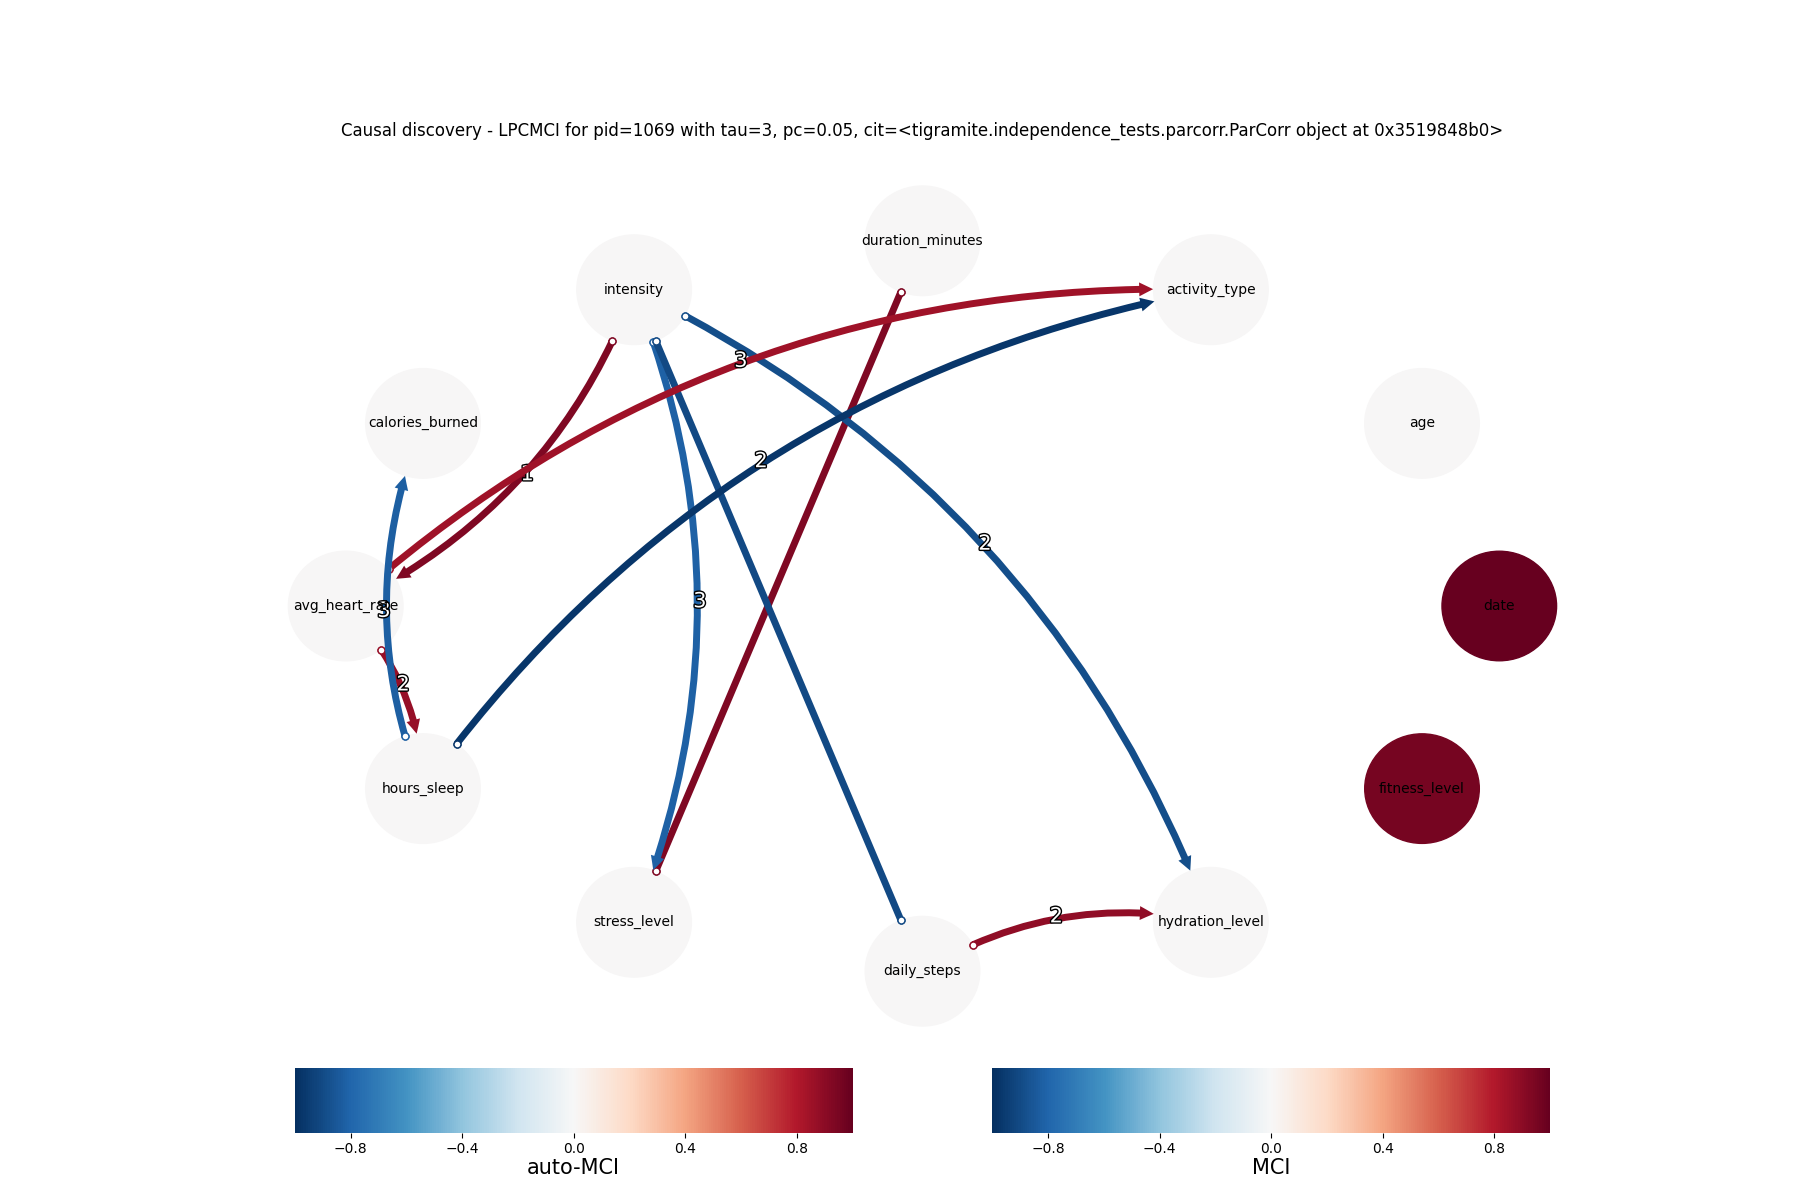 Causal discovery - LPCMCI for pid=1069 with tau=3, pc=0.05, cit=<tigramite.independence_tests.parcorr.ParCorr object at 0x3519848b0>
duration_minutes
intensity
activity_type
3
calories_burned
age
2
1
2
3
avg_heart_rate
date
3
2
hours_sleep
fitness_level
2
stress_level
hydration_level
daily_steps
−0.8 −0.4 0.0 0.4 0.8
auto-MCI
−0.8 −0.4 0.0 0.4 0.8
MCI